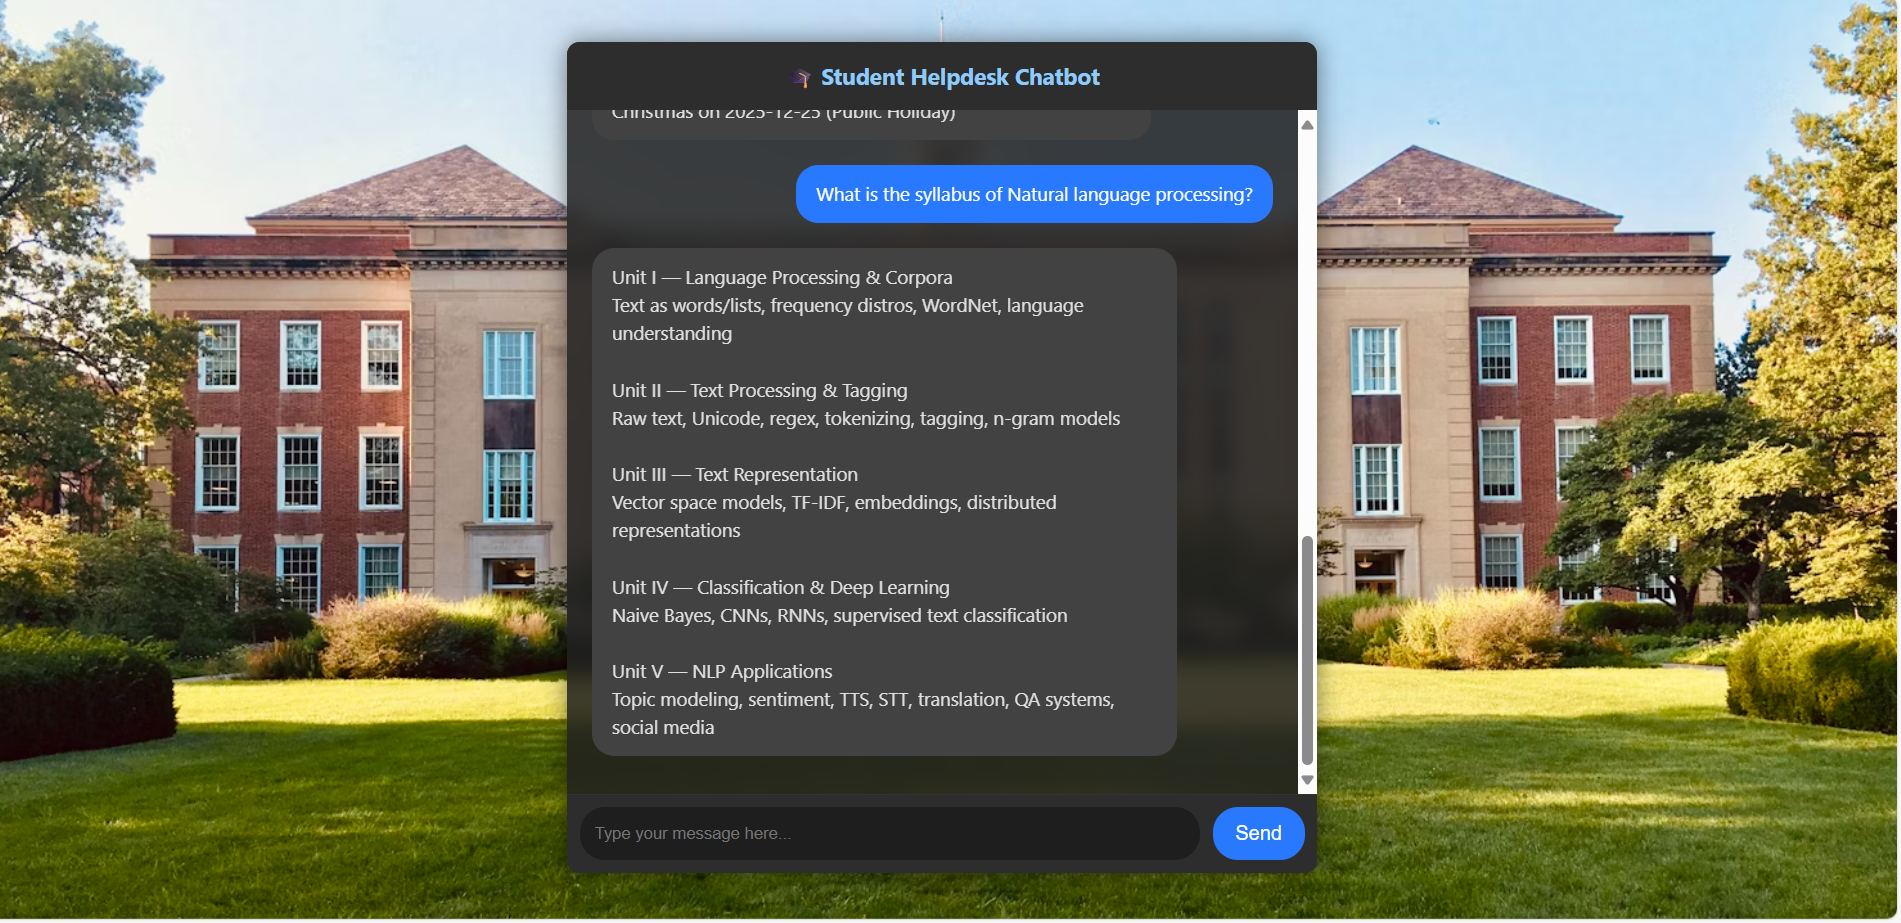 Student Helpdesk Chatbot
Christmas on 2025-12-25 (Public Holiday)
What is the syllabus of Natural language processing?
Unit I — Language Processing & Corpora
Text as words/lists, frequency distros, WordNet, language
understanding
Unit II — Text Processing & Tagging
Raw text, Unicode, regex, tokenizing, tagging, n-gram models
Unit III — Text Representation
Vector space models, TF-IDF, embeddings, distributed
representations
Unit IV — Classification & Deep Learning
Naive Bayes, CNNs, RNNs, supervised text classification
Unit V — NLP Applications
Topic modeling, sentiment, TTS, STT, translation, QA systems,
social media
Type your message here...
Send